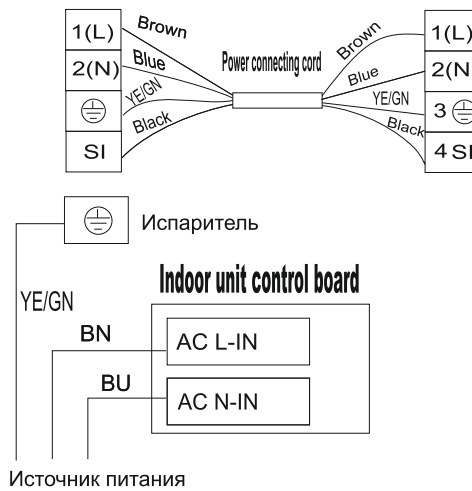 1(L) Brown Brown 1(L)
2(N) Blue Power connecting cord Blue 2(N)
YE/GN YE/GN 3
SI Black Black 4 SI
Испаритель
YE/GN
Indoor unit control board
BN AC L-IN
BU AC N-IN
Источник питания